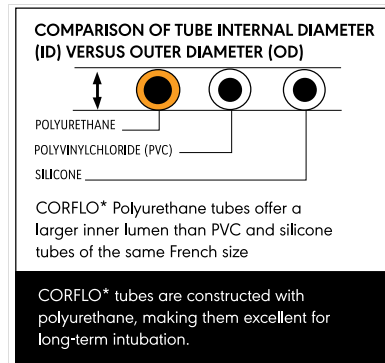 COMPARISON OF TUBE INTERNAL DIAMETER
(ID) VERSUS OUTER DIAMETER (OD)
POLYURETHANE
POLYVINYLCHLORIDE (PVC)
SILICONE
CORFLO* Polyurethane tubes offer a
larger inner lumen than PVC and silicone
tubes of the same French size
CORFLO* tubes are constructed with
polyurethane, making them excellent for
long-term intubation.